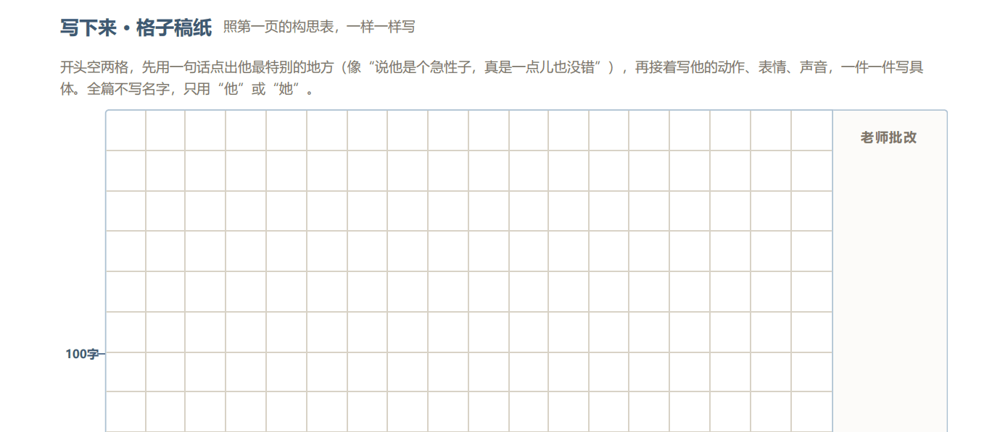 写下来·格子稿纸 照第一页的构思表，一样一样写
开头空两格，先用一句话点出他最特别的地方（像“说他是个急性子，真是一点儿也没错”），再接着写他的动作、表情、声音，一件一件写具
体。全篇不写名字，只用“他”或“她”。
老师批改
100字